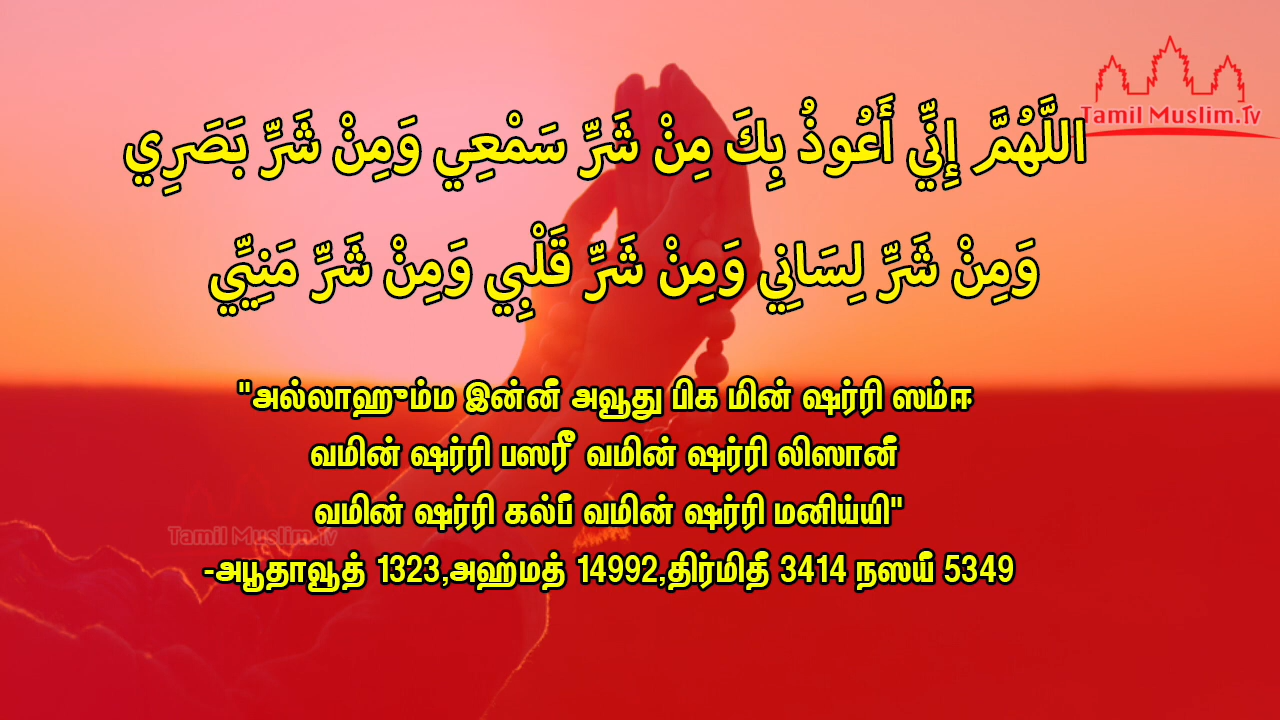 Tamil Muslim.Tv
اللَّهُمَّ إِنِّي أَعُوذُ بِكَ مِنْ شَرِّ سَمْعِي وَمِنْ شَرِّ بَصَرِي
وَمِنْ شَرِّ لِسَانِي وَمِنْ شَرِّ قَلْبِي وَمِنْ شَرِّ مَنِيِّي
"அல்லாஹும்ம இன்னீ அவூது பிக மின் ஷர்ரி ஸம்ஈ
வமின் ஷர்ரி பஸரீ வமின் ஷர்ரி லிஸானீ
வமின் ஷர்ரி கல்பீ வமின் ஷர்ரி மனிய்யி"
Tamil Muslim.Tv
-அபூதாவூத் 1323,அஹ்மத் 14992,திர்மிதீ 3414 நஸயீ 5349